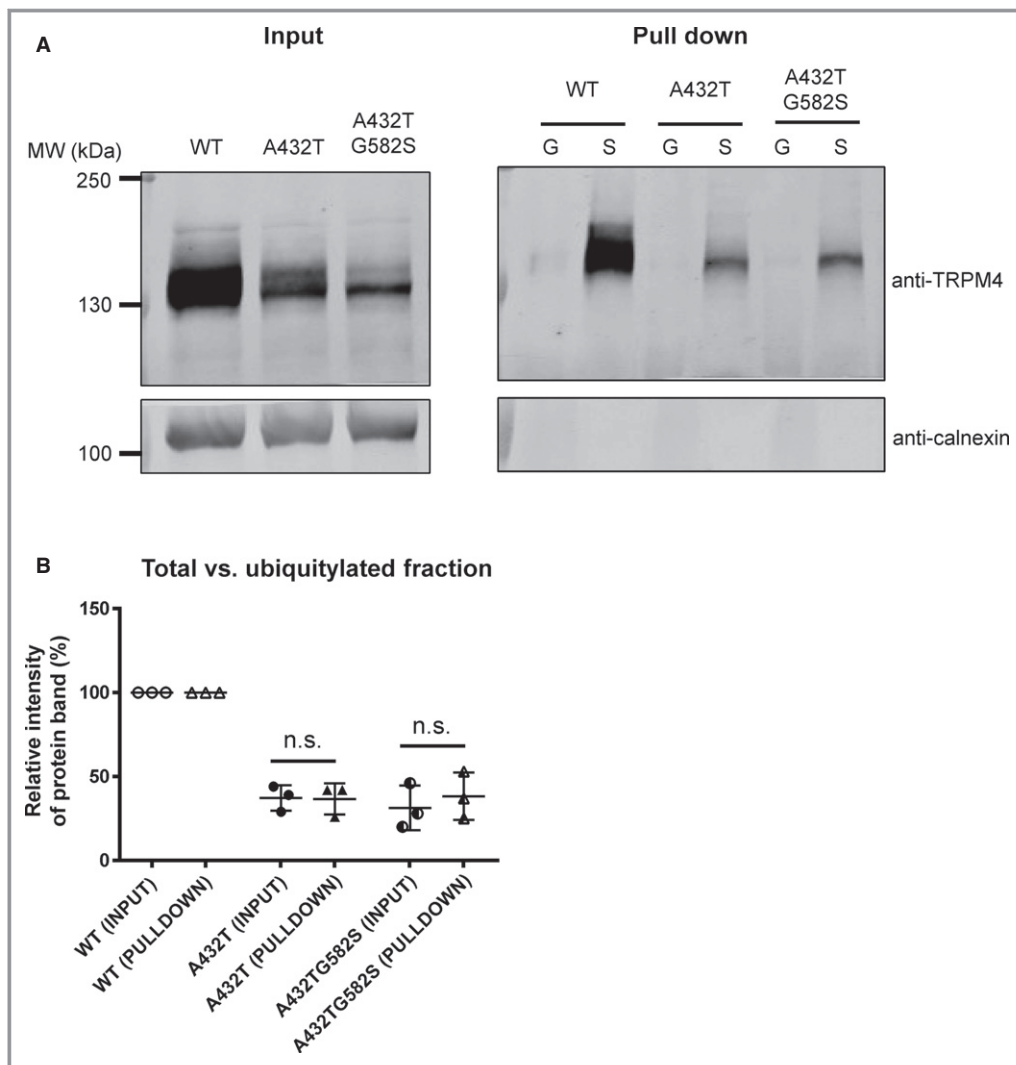 A
Input
Pull down
MW (kDa)
WT
A432T
A432T
G582S
WT
A432T
A432T
G582S
G S G S G S
250
130
anti-TRPM4
100
anti-calnexin
B
Total vs. ubiquitylated fraction
Relative intensity
of protein band (%)
150
100
50
0
n.s.
n.s.
WT (INPUT)
WT (PULLDOWN)
A432T (INPUT)
A432T (PULLDOWN)
A432TG582S (INPUT)
A432TG582S (PULLDOWN)